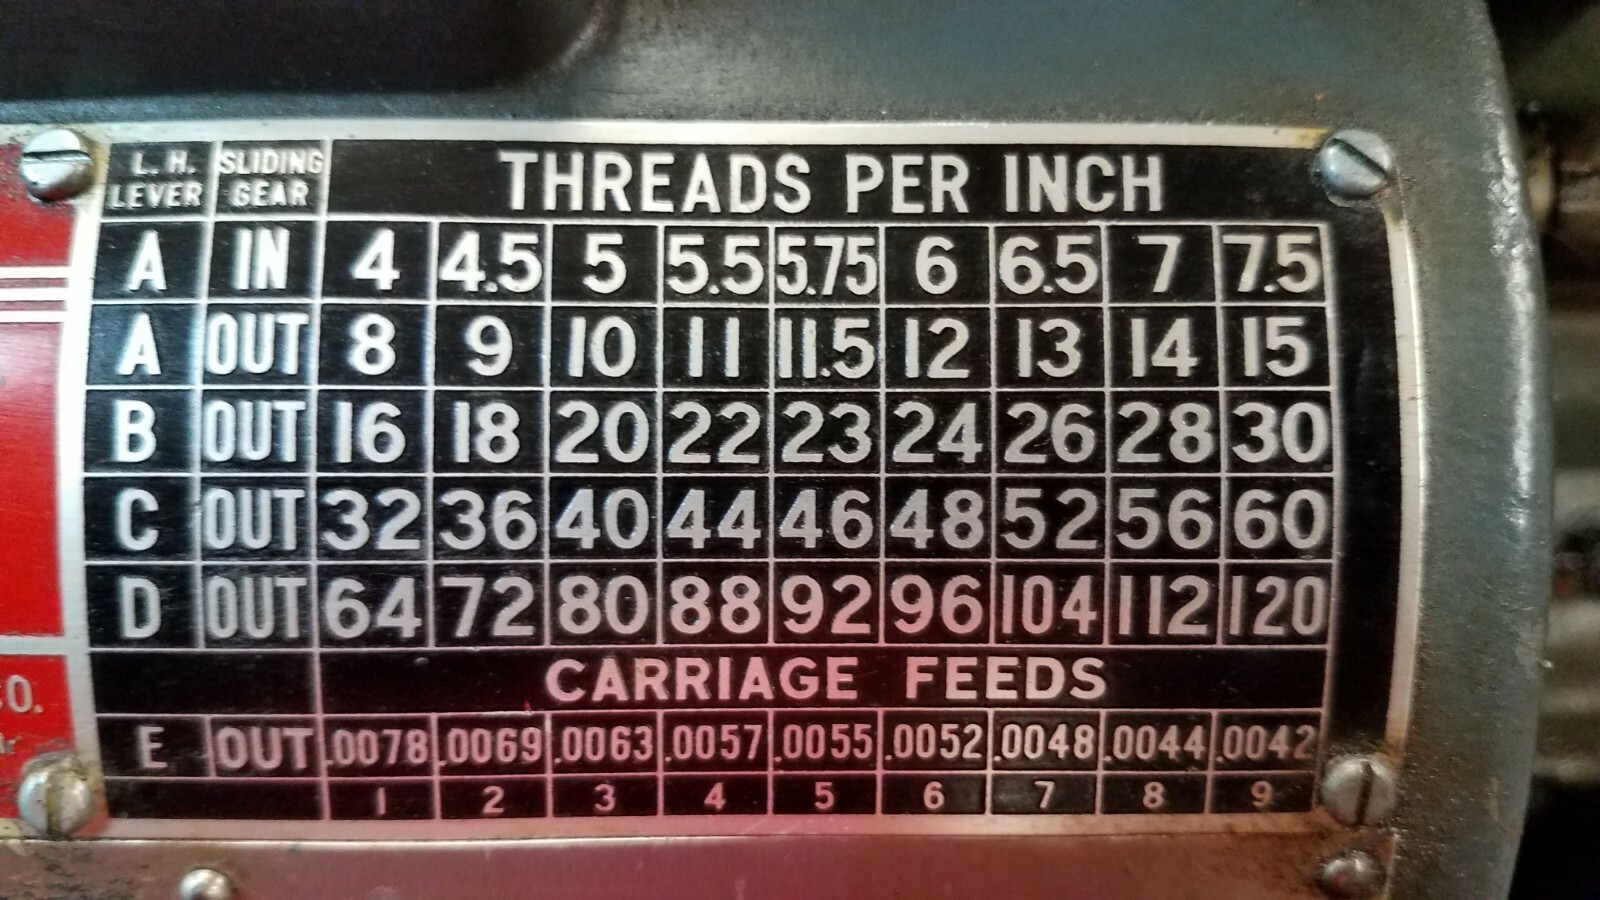 L. H. LEVER SLIDING GEAR THREADS PER INCH
A IN 4 4.5 5 5.5 5.75 6 6.5 7 7.5
A OUT 8 9 10 11 11.5 12 13 14 15
B OUT 16 18 20 22 23 24 26 28 30
C OUT 32 36 40 44 46 48 52 56 60
D OUT 64 72 80 88 92 96 104 112 120
CARRIAGE FEEDS
E OUT .0078 .0069 .0063 .0057 .0055 .0052 .0048 .0044 .0042
1 2 3 4 5 6 7 8 9